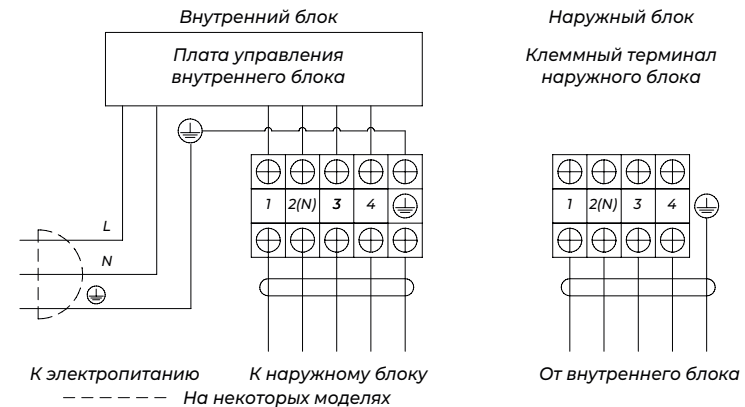 Внутренний блок
Наружный блок
Плата управления
внутреннего блока
Клеммный терминал
наружного блока
1 2(N) 3 4
1 2(N) 3 4
L
N
К электропитанию
К наружному блоку
От внутреннего блока
На некоторых моделях